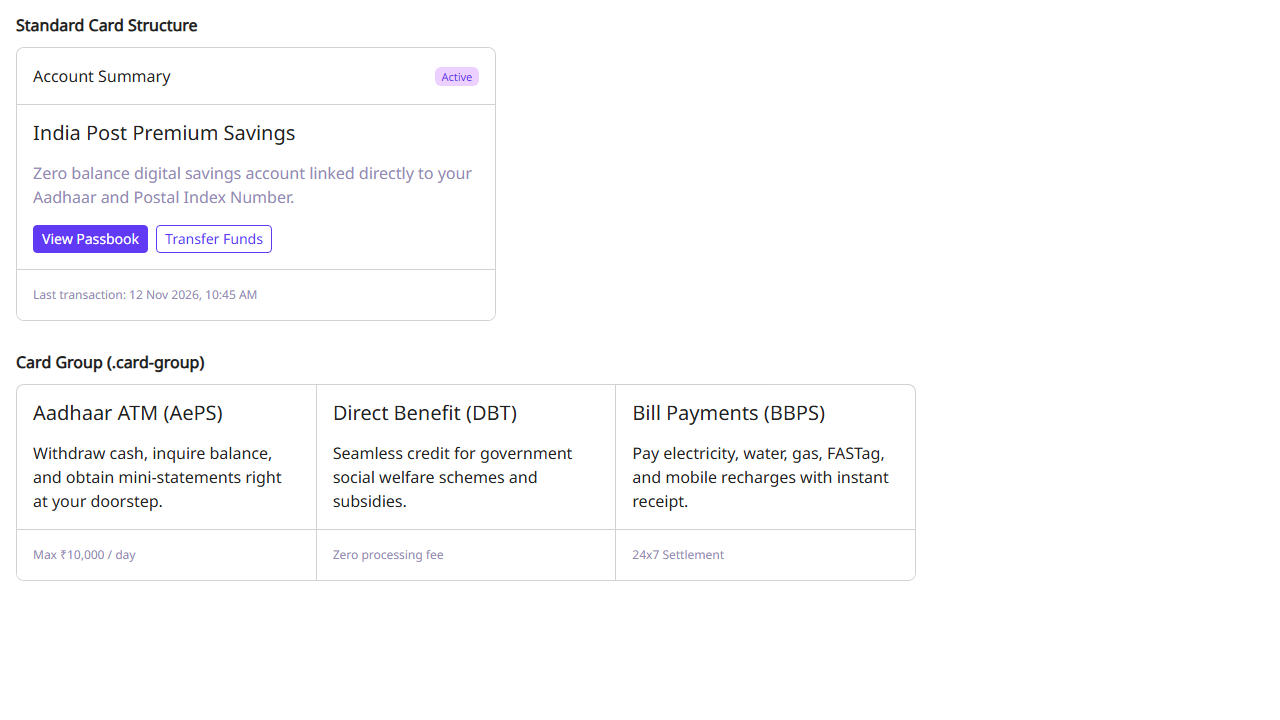 Standard Card Structure
Account Summary
Active
India Post Premium Savings
Zero balance digital savings account linked directly to your
Aadhaar and Postal Index Number.
View Passbook
Transfer Funds
Last transaction: 12 Nov 2026, 10:45 AM
Card Group (.card-group)
Aadhaar ATM (AePS)
Withdraw cash, inquire balance,
and obtain mini-statements right
at your doorstep.
Max ₹10,000 / day
Direct Benefit (DBT)
Seamless credit for government
social welfare schemes and
subsidies.
Zero processing fee
Bill Payments (BBPS)
Pay electricity, water, gas, FASTag,
and mobile recharges with instant
receipt.
24x7 Settlement